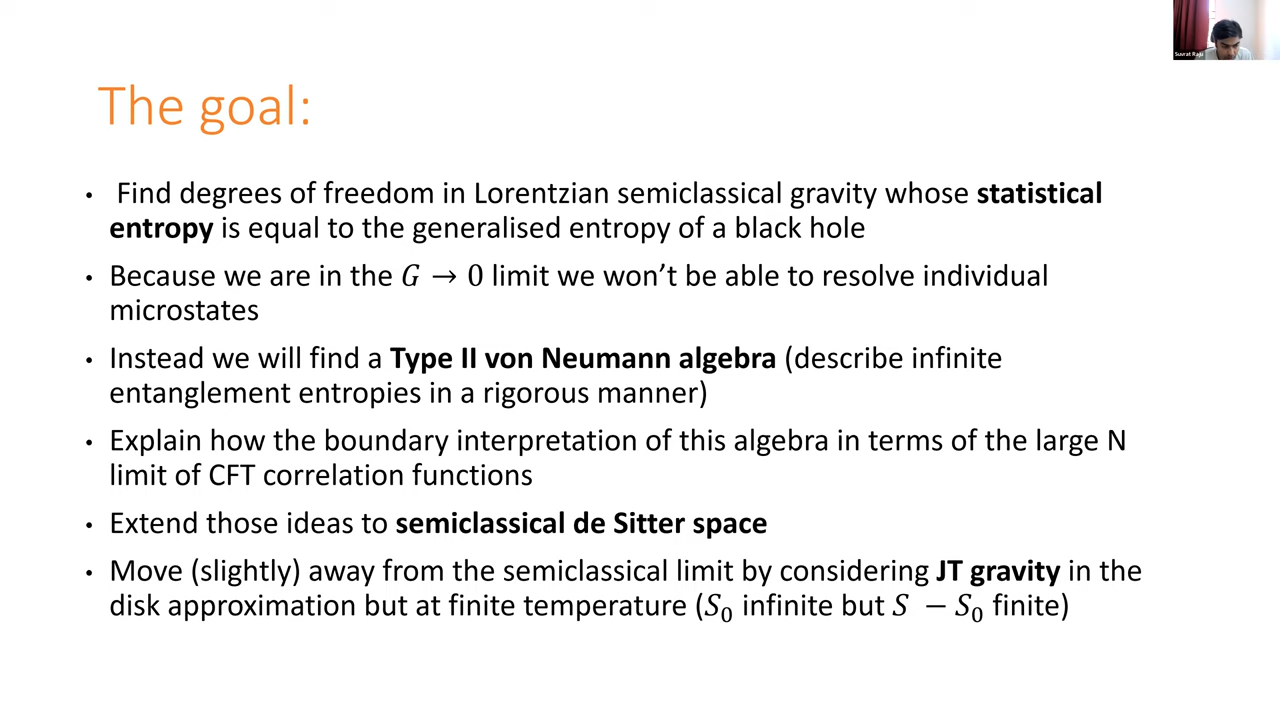 Suvrat Raju
The goal:
• Find degrees of freedom in Lorentzian semiclassical gravity whose statistical
entropy is equal to the generalised entropy of a black hole
• Because we are in the G → 0 limit we won’t be able to resolve individual
microstates
• Instead we will find a Type II von Neumann algebra (describe infinite
entanglement entropies in a rigorous manner)
• Explain how the boundary interpretation of this algebra in terms of the large N
limit of CFT correlation functions
• Extend those ideas to semiclassical de Sitter space
• Move (slightly) away from the semiclassical limit by considering JT gravity in the
disk approximation but at finite temperature (S₀ infinite but S − S₀ finite)